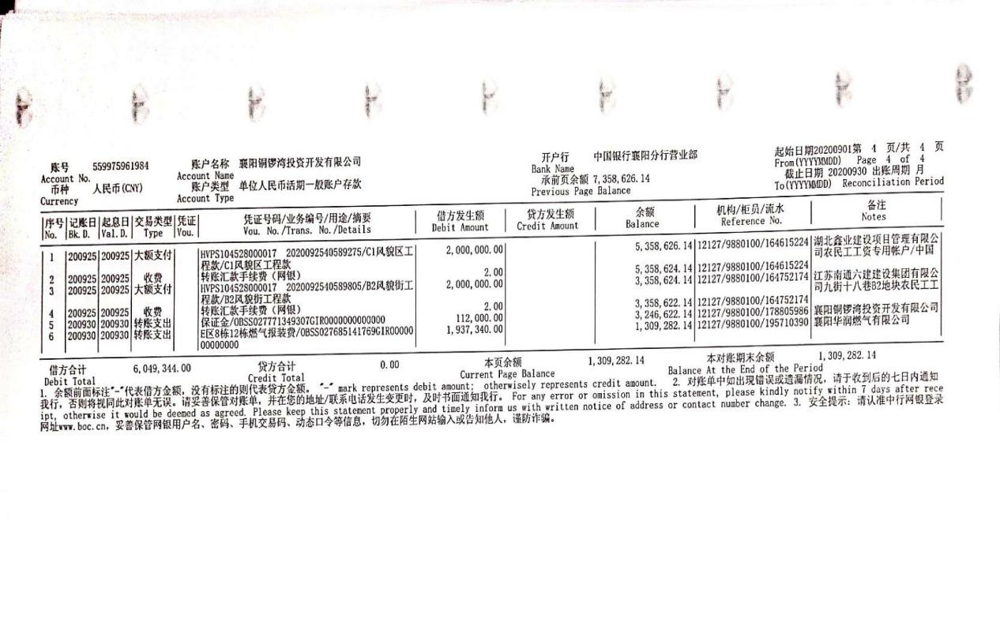 账号 559975961984 账户名称 襄阳铜锣湾投资开发有限公司 开户行 中国银行襄阳分行营业部 起始日期20200901第 4 页/共 4 页
Account No. Account Name Bank Name From(YYYYMMDD) Page 4 of 4
币种 人民币(CNY) 账户类型 单位人民币活期一般账户存款 承前页余额 7,358,626.14 截止日期 20200930 出账周期 月
Currency Account Type Previous Page Balance To(YYYYMMDD) Reconciliation Period
序号 记账日 起息日 交易类型 凭证 凭证号码/业务编号/用途/摘要 借方发生额 贷方发生额 余额 机构/柜员/流水 备注
No. Bk.D. Val.D. Type Vou. Vou. No./Trans. No./Details Debit Amount Credit Amount Balance Reference No. Notes
1 200925 200925 大额支付 HVPS104528000017 2020092540589275/C1风貌区工 2,000,000.00 5,358,626.14 12127/9880100/164615224 湖北鑫业建设项目管理有限公
程款/C1风貌区工程款 司农民工工资专用帐户/中国
2 200925 200925 收费 转账汇款手续费（网银） 2.00 5,358,624.14 12127/9880100/164615224
3 200925 200925 大额支付 HVPS104528000017 2020092540589805/B2风貌街工 2,000,000.00 3,358,624.14 12127/9880100/164752174 江苏南通六建建设集团有限公
程款/B2风貌街工程款 司九街十八巷B2地块农民工工
4 200925 200925 收费 转账汇款手续费（网银） 2.00 3,358,622.14 12127/9880100/164752174
5 200930 200930 转账支出 保证金/OBSS027771349307GIR0000000000000 112,000.00 3,246,622.14 12127/9880100/178805986 襄阳铜锣湾投资开发有限公司
6 200930 200930 转账支出 E区8栋12栋燃气报装费/OBSS027685141769GIR00000 1,937,340.00 1,309,282.14 12127/9880100/195710390 襄阳华润燃气有限公司
00000000
借方合计 6,049,344.00 贷方合计 0.00 本页余额 1,309,282.14 本对账期末余额 1,309,282.14
Debit Total Credit Total Current Page Balance Balance At the End of the Period
1. 余额前面标注"-"代表借方金额，没有标注的则代表贷方金额。 "-" mark represents debit amount; otherwise represents credit amount. 2. 对账单中如出现错误或遗漏情况，请于收到后的七日内通知
我行，否则将视同此对账单无误。请妥善保管对账单，并在您的地址/联系电话发生变更时，及时书面通知我行。 For any error or omission in this statement, please kindly notify within 7 days after rece
ipt, otherwise it would be deemed as agreed. Please keep this statement properly and timely inform us with written notice of address or contact number change. 3. 安全提示：请认准中行网银登录
网址www.boc.cn，妥善保管网银用户名、密码、手机交易码、动态口令等信息，切勿在陌生网站输入或告知他人，谨防诈骗。